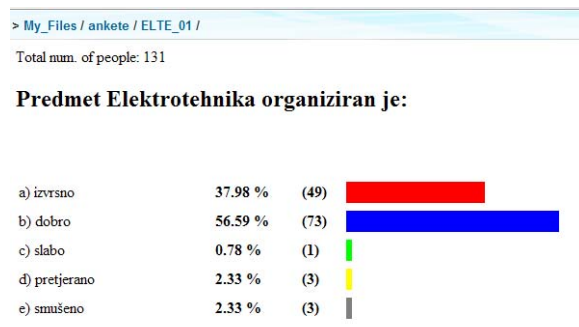 > My_Files / ankete / ELTE_01 /
Total num. of people: 131
Predmet Elektrotehnika organiziran je:
a) izvrsno 37.98 % (49)
b) dobro 56.59 % (73)
c) slabo 0.78 % (1)
d) pretjerano 2.33 % (3)
e) smušeno 2.33 % (3)